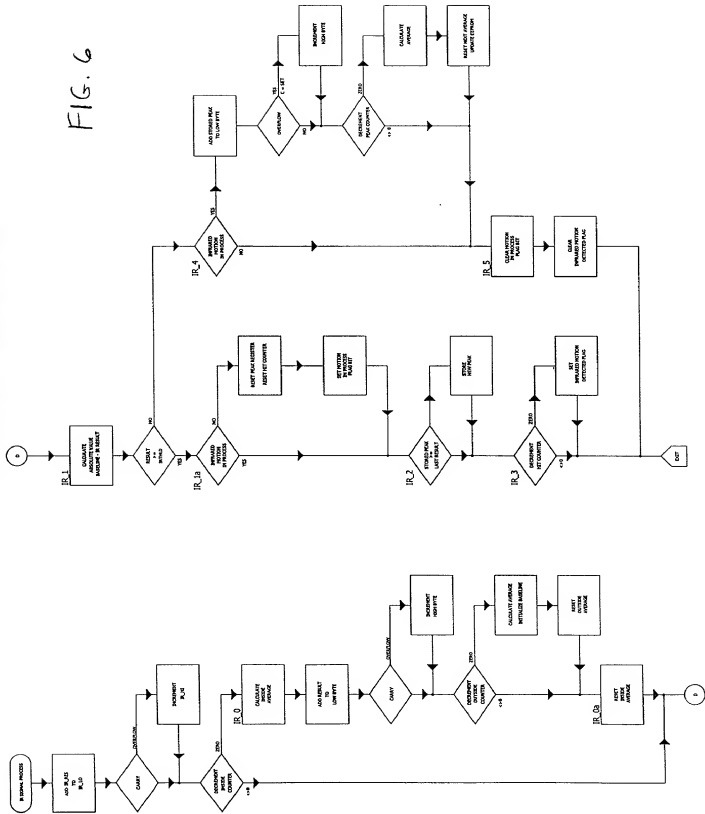 FIG. 6
IR SIGNAL PROCESS
ADD IR_RES
TO
IR_LO
CARRY
OVERFLOW
INCREMENT
IR_HI
DECREMENT
INSIDE
COUNTER
ZERO
<>0
IR_0
CALCULATE
INSIDE
AVERAGE
ADD RESULT
TO
LOW BYTE
CARRY
OVERFLOW
INCREMENT
HIGH BYTE
DECREMENT
OUTSIDE
COUNTER
ZERO
<>0
CALCULATE AVERAGE
INITIALIZE BASELINE
RESET
OUTSIDE
AVERAGE
IR_0a
RESET
INSIDE
AVERAGE
D
D
IR_1
CALCULATE
ABSOLUTE VALUE
BASELINE - IR RESULT
RESULT
>=
NO
YES
IR_1a
INFRARED
MOTION
IN PROCESS
NO
YES
RESET PEAK REGISTER
RESET HIT COUNTER
SET MOTION
IN PROCESS
FLAG BIT
IR_2
STORED PEAK
>=
LAST RESULT
STORE
NEW PEAK
IR_3
DECREMENT
HIT COUNTER
ZERO
<>0
SET
INFRARED MOTION
DETECTED FLAG
EXIT
IR_4
INFRARED
MOTION
IN PROCESS
YES
NO
ADD STORED PEAK
TO LOW BYTE
OVERFLOW
YES
C = SET
NO
INCREMENT
HIGH BYTE
DECREMENT
PEAK COUNTER
ZERO
<> 0
CALCULATE
AVERAGE
RESET NEXT AVERAGE
UPDATE EEPROM
IR_5
CLEAR MOTION
IN PROCESS
FLAG BIT
CLEAR
INFRARED MOTION
DETECTED FLAG